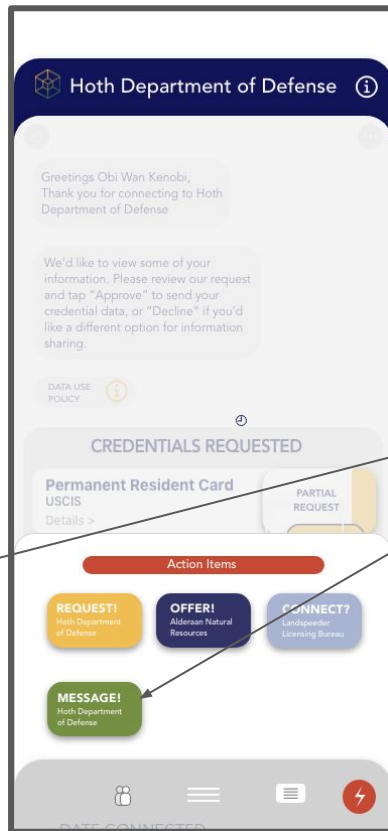 Hoth Department of Defense
Greetings Obi Wan Kenobi,
Thank you for connecting to Hoth
Department of Defense
We'd like to view some of your
information. Please review our request
and tap "Approve" to send your
credential data, or "Decline" if you'd
like a different option for information
sharing.
DATA USE
POLICY
CREDENTIALS REQUESTED
Permanent Resident Card
USCIS
Details >
PARTIAL
REQUEST
Action Items
REQUEST!
Hoth Department
of Defense
OFFER!
Alderaan Natural
Resources
CONNECT?
Landspeeder
Licensing Bureau
MESSAGE!
Hoth Department
of Defense
DATE CONNECTED